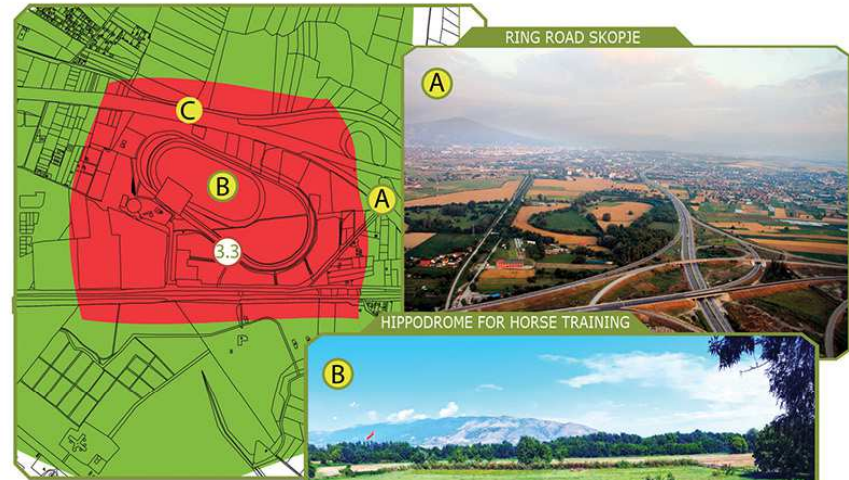 RING ROAD SKOPJE
A
C
B
A
3.3
HIPPODROME FOR HORSE TRAINING
B